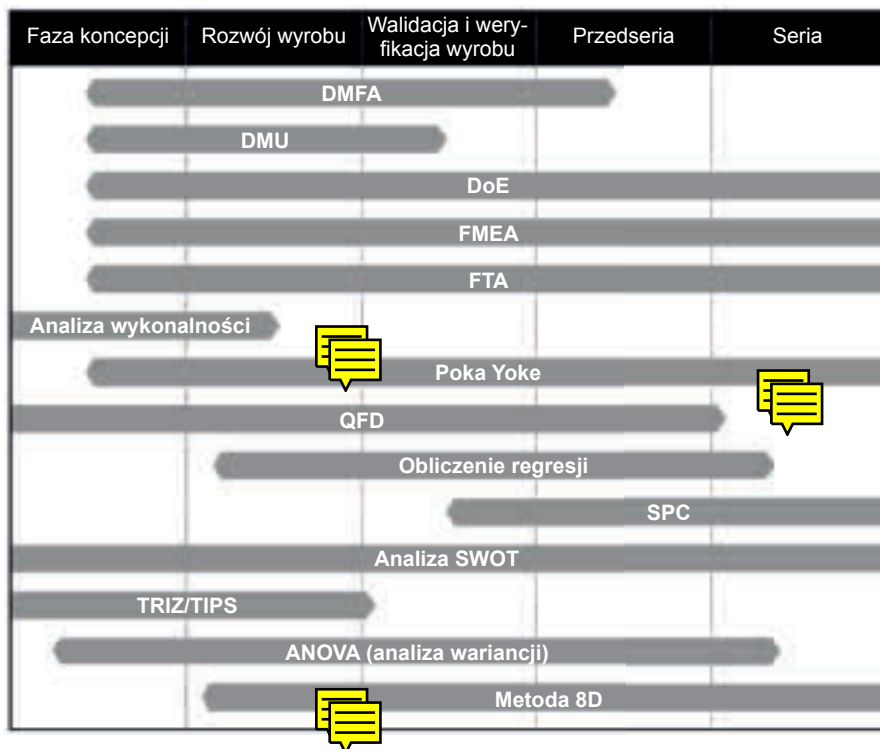 Faza koncepcji
Rozwój wyrobu
Walidacja i wery-
fikacja wyrobu
Przedseria
Seria
DMFA
DMU
DoE
FMEA
FTA
Analiza wykonalności
Poka Yoke
QFD
Obliczenie regresji
SPC
Analiza SWOT
TRIZ/TIPS
ANOVA (analiza wariancji)
Metoda 8D